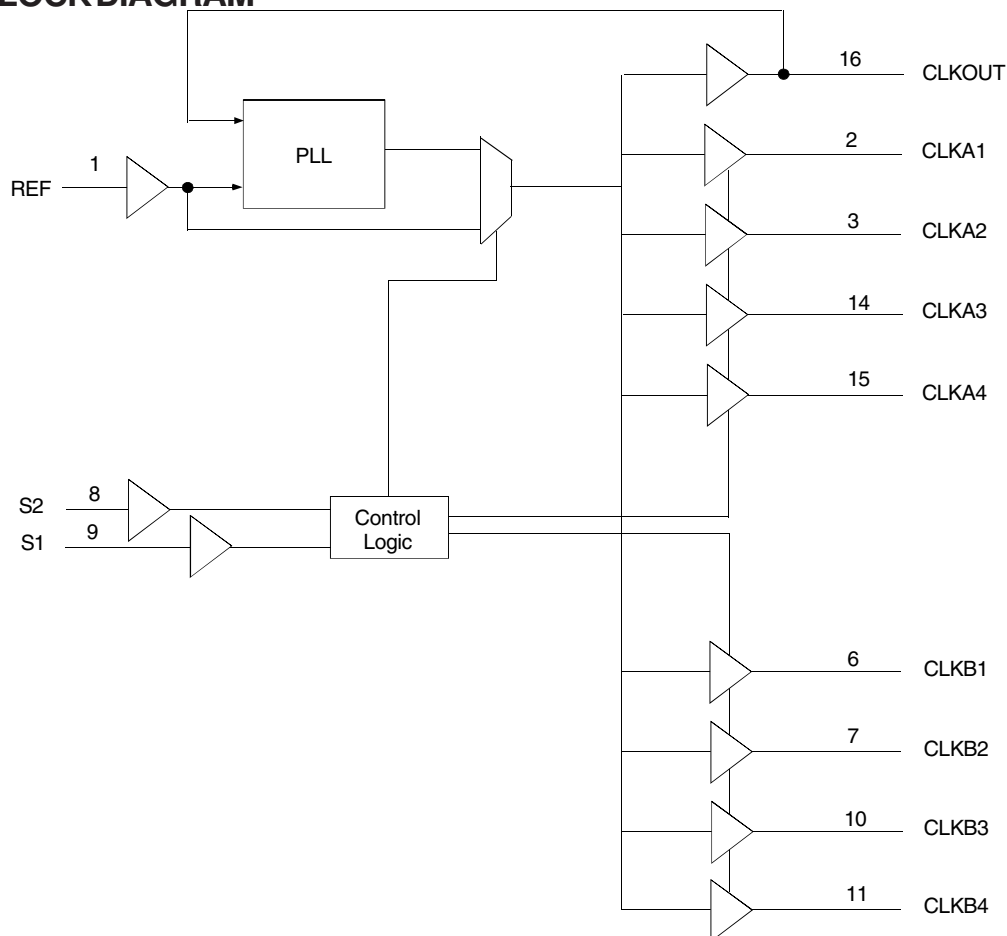 LOCK DIAGRAM
16
CLKOUT
PLL
1
REF
2
CLKA1
3
CLKA2
14
CLKA3
15
CLKA4
S2
8
S1
9
Control
Logic
6
CLKB1
7
CLKB2
10
CLKB3
11
CLKB4